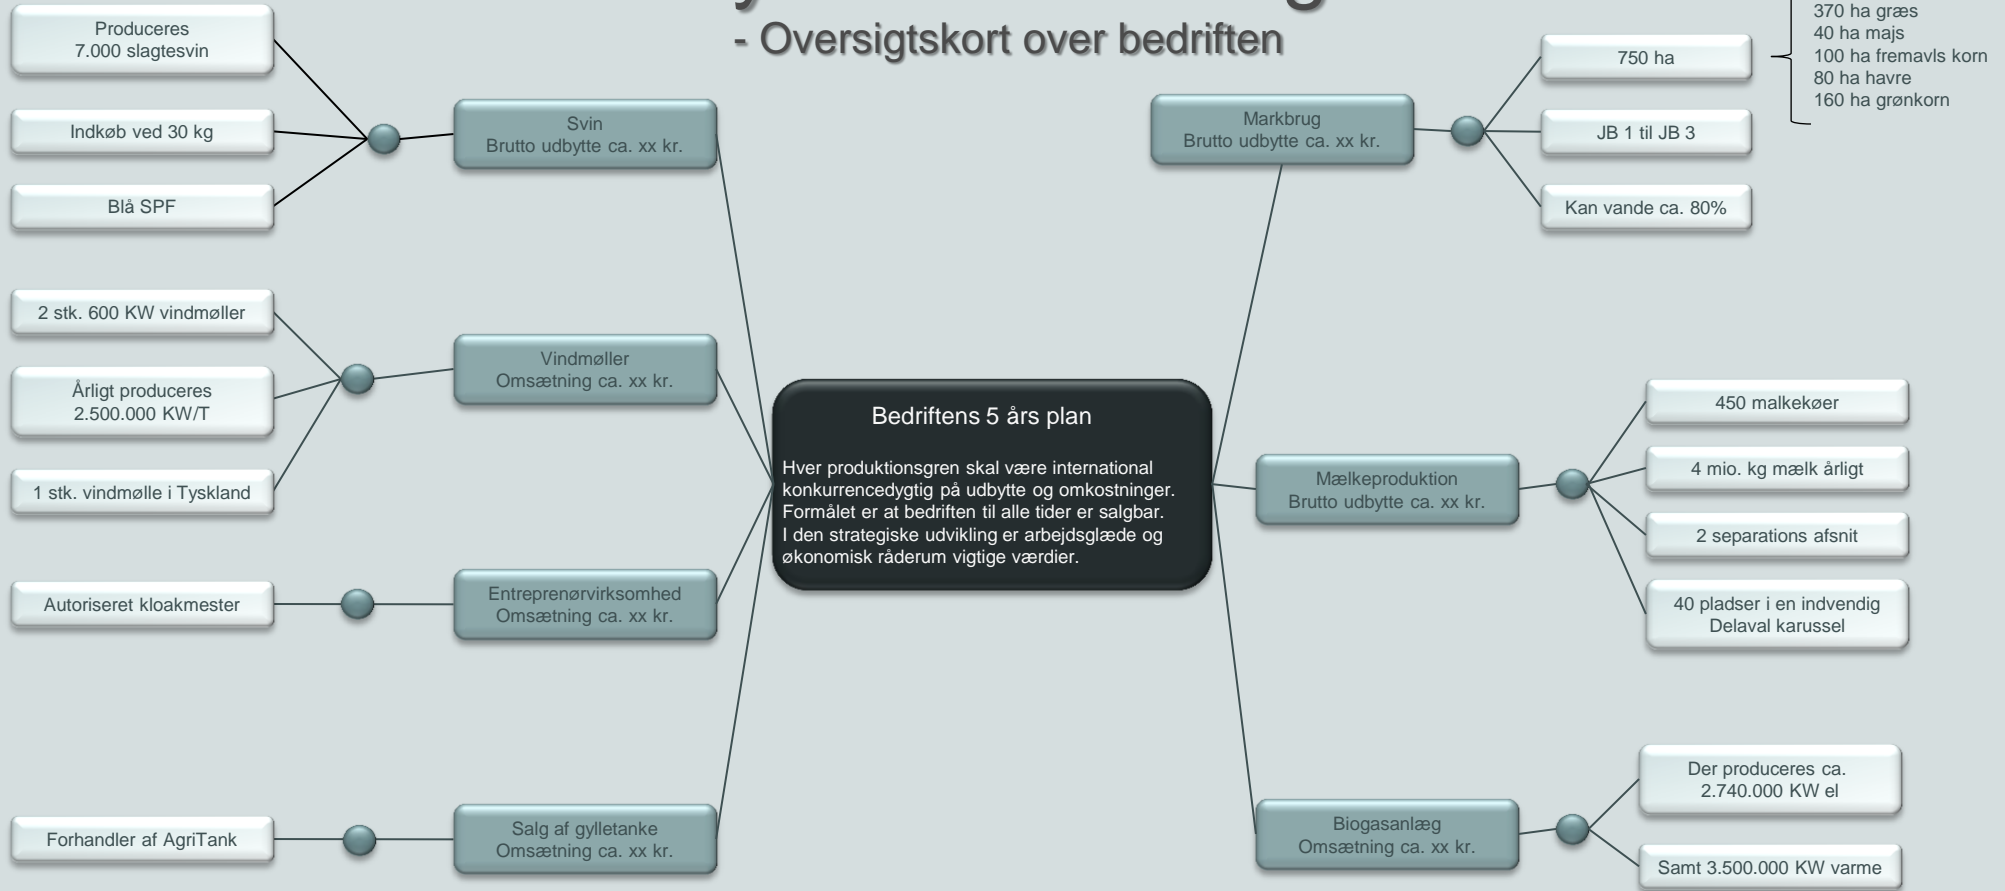 - Oversigtskort over bedriften
Produceres
7.000 slagtesvin
Indkøb ved 30 kg
Blå SPF
Svin
Brutto udbytte ca. xx kr.
2 stk. 600 KW vindmøller
Årligt produceres
2.500.000 KW/T
1 stk. vindmølle i Tyskland
Vindmøller
Omsætning ca. xx kr.
Autoriseret kloakmester
Entreprenørvirksomhed
Omsætning ca. xx kr.
Forhandler af AgriTank
Salg af gylletanke
Omsætning ca. xx kr.
Bedriftens 5 års plan
Hver produktionsgren skal være international
konkurrencedygtig på udbytte og omkostninger.
Formålet er at bedriften til alle tider er salgbar.
I den strategiske udvikling er arbejdsglæde og
økonomisk råderum vigtige værdier.
Markbrug
Brutto udbytte ca. xx kr.
750 ha
JB 1 til JB 3
Kan vande ca. 80%
370 ha græs
40 ha majs
100 ha fremavls korn
80 ha havre
160 ha grønkorn
Mælkeproduktion
Brutto udbytte ca. xx kr.
450 malkekøer
4 mio. kg mælk årligt
2 separations afsnit
40 pladser i en indvendig
Delaval karussel
Biogasanlæg
Omsætning ca. xx kr.
Der produceres ca.
2.740.000 KW el
Samt 3.500.000 KW varme